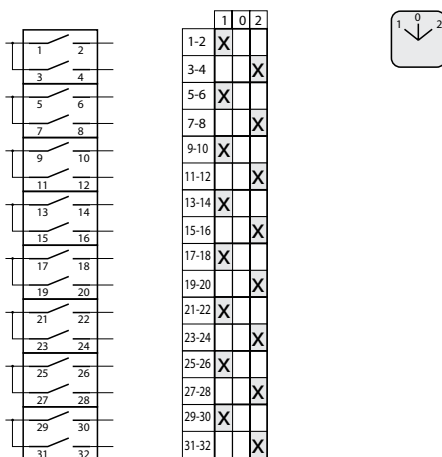 1 2
3 4
5 6
7 8
9 10
11 12
13 14
15 16
17 18
19 20
21 22
23 24
25 26
27 28
29 30
31 32
1 0 2
1-2 X
3-4 X
5-6 X
7-8 X
9-10 X
11-12 X
13-14 X
15-16 X
17-18 X
19-20 X
21-22 X
23-24 X
25-26 X
27-28 X
29-30 X
31-32 X
1 0 2